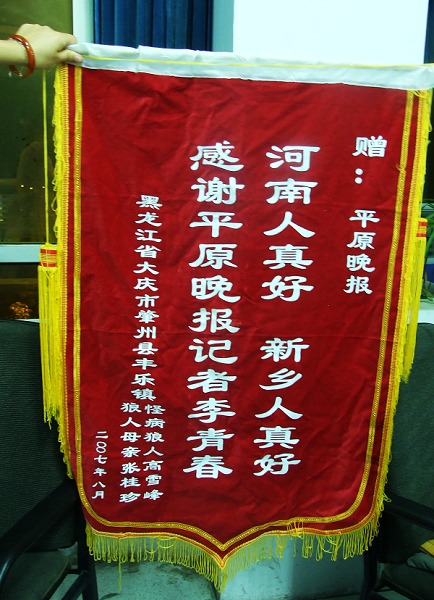 赠：平原晚报
河南人真好 新乡人真好
感谢平原晚报记者李青春
黑龙江省大庆市肇州县丰乐镇
怪病狼人高雪峰
狼人母亲张桂珍
二〇〇七年八月